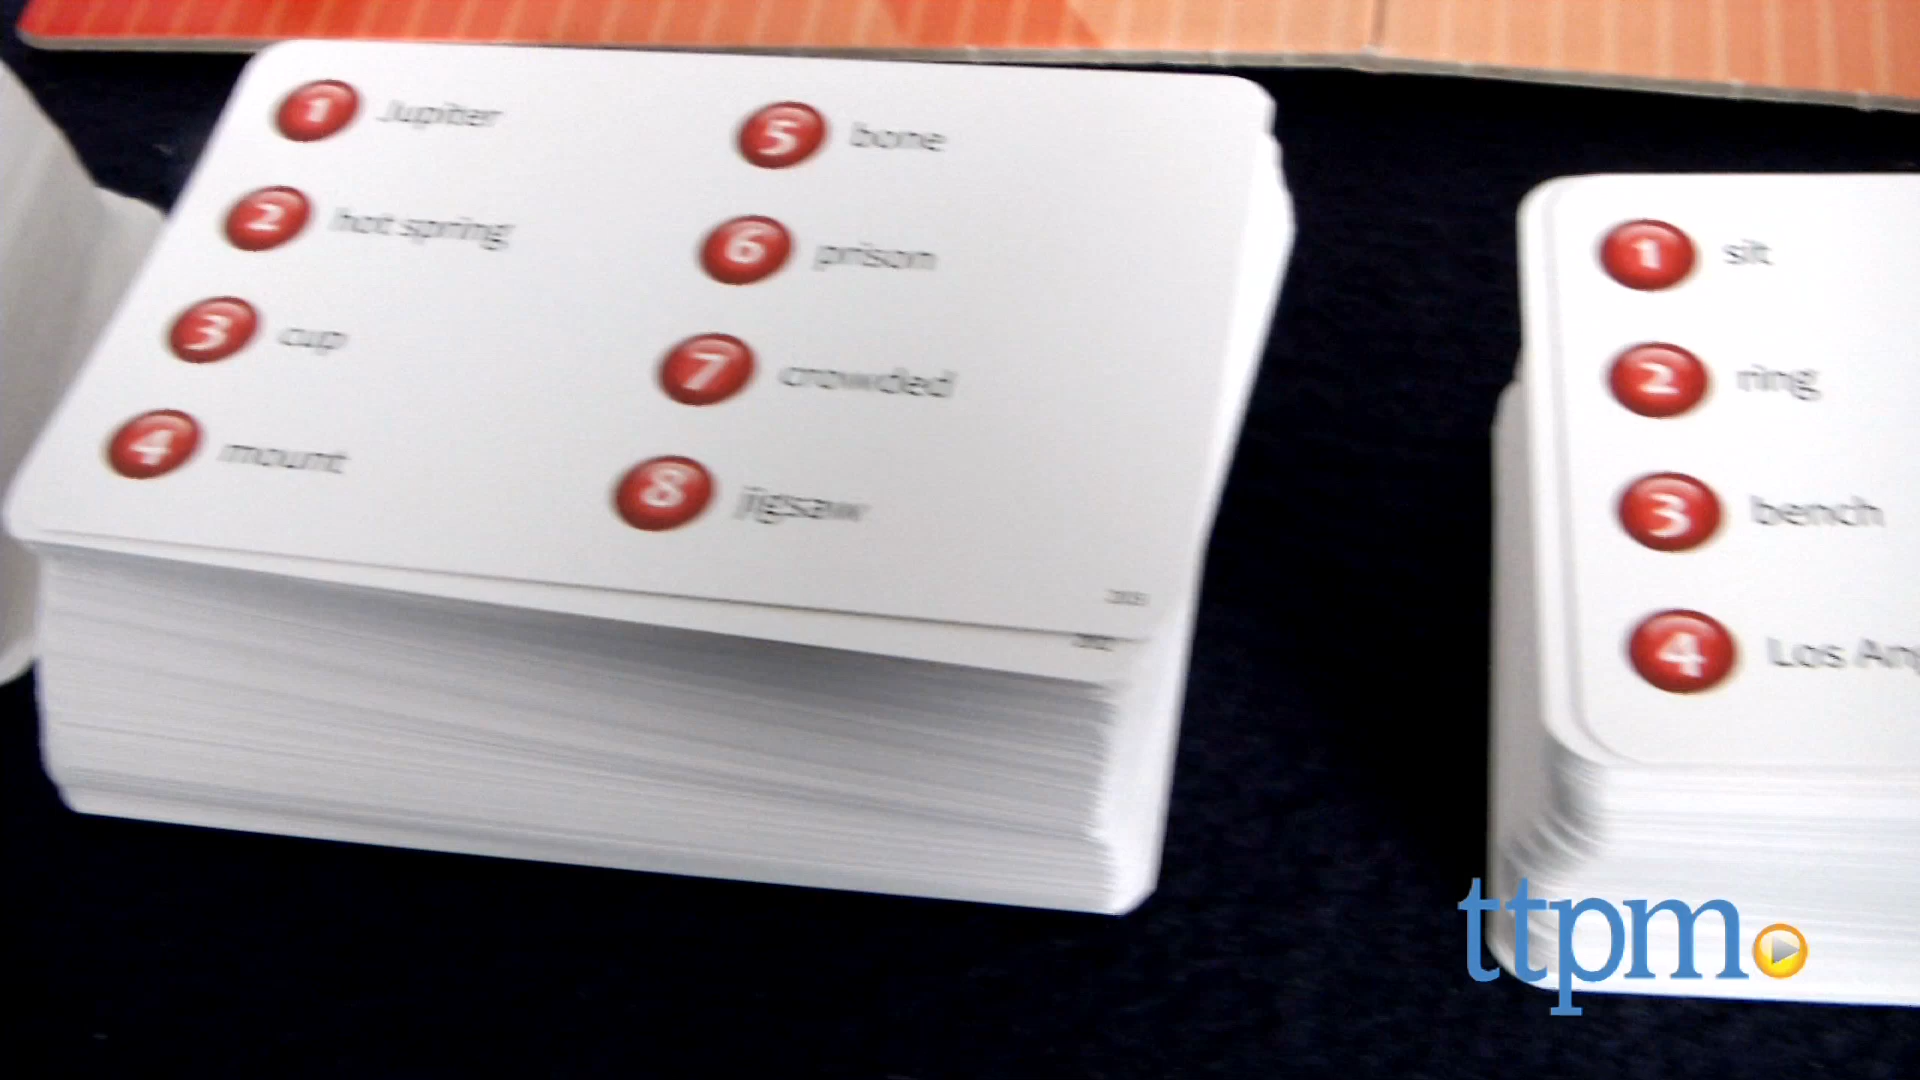 1 Jupiter
2 hot spring
3 cup
4 mount
5 bone
6 prison
7 crowded
8 jigsaw
1 sit
2 ring
3 bench
4 Los An
ttpm